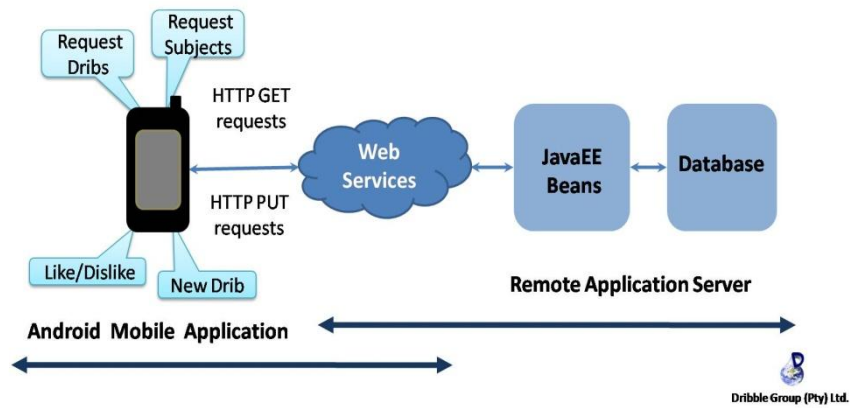 Request
Dribs
Request
Subjects
HTTP GET
requests
Web
Services
HTTP PUT
requests
JavaEE
Beans
Database
Like/Dislike
New Drib
Remote Application Server
Android Mobile Application
D
Dribble Group (Pty) Ltd.